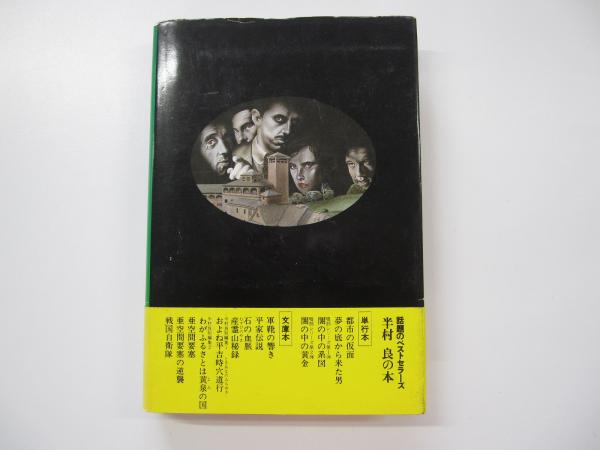 話題のベストセラーズ
半村 良の本
単行本
都市の仮面
夢の底から来た男
闇の中の系図
闇の中の黄金
文庫本
軍靴の響き
平家伝説
石の血脈
産霊山秘録
およね平吉時穴道行
わがふるさとは黄泉の国
亜空間要塞
亜空間要塞の逆襲
戦国自衛隊